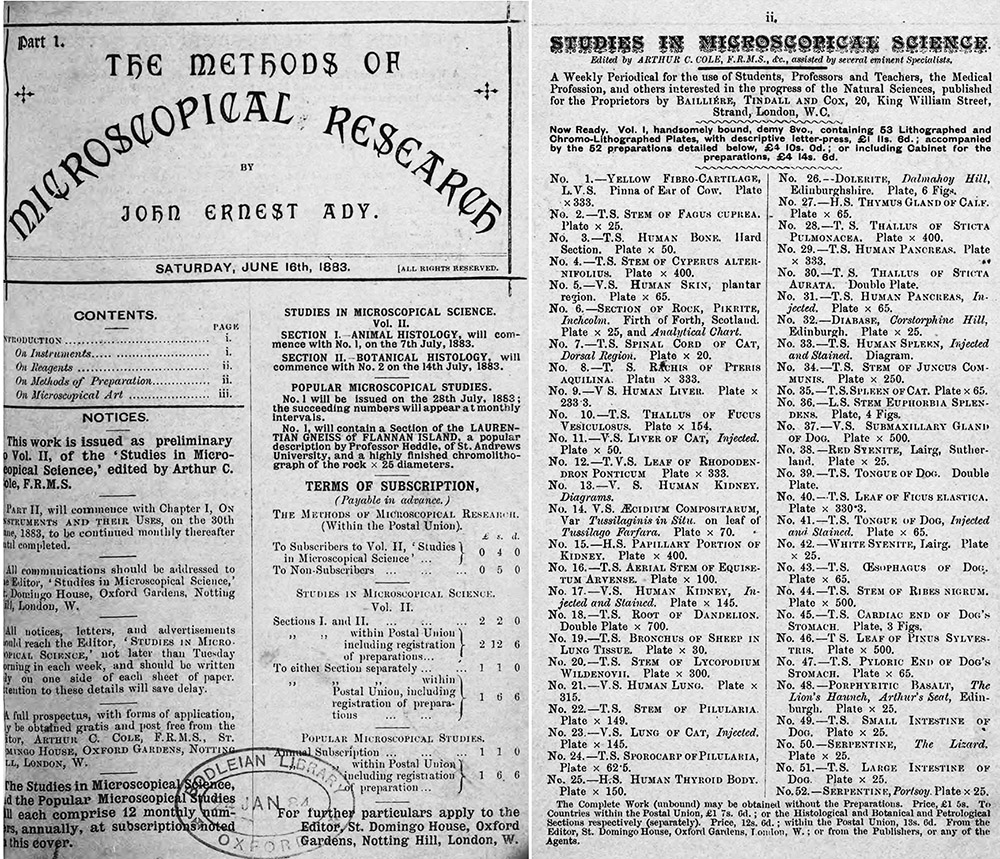 Part 1.
THE METHODS OF
MICROSCOPICAL RESEARCH
BY
JOHN ERNEST ADY.
SATURDAY, JUNE 16th, 1883.
[ALL RIGHTS RESERVED.
CONTENTS.
PAGE
NTRODUCTION ........................ i.
On Instruments..... ............... i.
On Reagents ........................ ii.
On Methods of Preparation............ ii.
On Microscopical Art ............... iii.
NOTICES.
This work is issued as preliminary
o Vol. II, of the 'Studies in Micro-
copical Science,' edited by Arthur C.
ole, F.R.M.S.
PART II, will commence with Chapter I, ON
NSTRUMENTS AND THEIR USES, on the 30th
ne, 1883, to be continued monthly thereafter
til completed.
All communications should be addressed to
e Editor, 'Studies in Microscopical Science,'
t. Domingo House, Oxford Gardens, Notting
ill, London, W.
All notices, letters, and advertisements
ould reach the Editor, 'STUDIES IN MICRO-
OPICAL SCIENCE,' not later than Tuesday
orning in each week, and should be written
ly on one side of each sheet of paper.
tention to these details will save delay.
A full prospectus, with forms of application,
y be obtained gratis and post free from the
itor, ARTHUR C. COLE, F.R.M.S., ST.
MINGO HOUSE, OXFORD GARDENS, NOTTING
LL, LONDON, W.
The Studies in Microscopical Science,
d the Popular Microscopical Studies
ll each comprise 12 monthly num-
rs, annually, at subscriptions noted
this cover.
STUDIES IN MICROSCOPICAL SCIENCE.
Vol. II.
SECTION I.—ANIMAL HISTOLOGY, will com-
mence with No. 1, on the 7th July, 1883.
SECTION II.—BOTANICAL HISTOLOGY, will
commence with No. 2 on the 14th July, 1883.
POPULAR MICROSCOPICAL STUDIES.
No. 1 will be issued on the 28th July, 1883;
the succeeding numbers will appear at monthly
intervals.
No. 1, will contain a Section of the LAUREN-
TIAN GNEISS of FLANNAN ISLAND, a popular
description by Professor Heddle, of St. Andrews
University, and a highly finished chromolitho-
graph of the rock × 25 diameters.
TERMS OF SUBSCRIPTION,
(Payable in advance.)
THE METHODS OF MICROSCOPICAL RESEARCH.
(Within the Postal Union).
£ s. d.
To Subscribers to Vol. II, 'Studies
in Microscopical Science' ... 0 4 0
To Non-Subscribers ... ... ... 0 5 0
STUDIES IN MICROSCOPICAL SCIENCE.
Vol. II.
Sections I. and II. ... ... ... 2 2 0
„ „ within Postal Union
including registration
of preparations... 2 12 6
To either Section separately ... ... 1 1 0
„ „ within
Postal Union, including
registration of prepara-
tions ... ... ... 1 6 6
POPULAR MICROSCOPICAL STUDIES.
Annual Subscription ... ... ... 1 1 0
within Postal Union
including registration
of preparation ... 1 6 6
For further particulars apply to the
Editor, St. Domingo House, Oxford
Gardens, Notting Hill, London, W.
BODLEIAN LIBRARY
JAN 84
OXFORD
ii.
STUDIES IN MICROSCOPICAL SCIENCE.
Edited by ARTHUR C. COLE, F.R.M.S., &c., assisted by several eminent Specialists.
A Weekly Periodical for the use of Students, Professors and Teachers, the Medical
Profession, and others interested in the progress of the Natural Sciences, published
for the Proprietors by BAILLIÈRE, TINDALL AND COX, 20, King William Street,
Strand, London, W.C.
Now Ready. Vol. I, handsomely bound, demy 8vo., containing 53 Lithographed and
Chromo-Lithographed Plates, with descriptive letter-press, £1 11s. 6d.; accompanied
by the 52 preparations detailed below, £4 10s. 0d.; or including Cabinet for the
preparations, £4 14s. 6d.
No. 1.—YELLOW FIBRO-CARTILAGE,
L.V.S. Pinna of Ear of Cow. Plate
× 333.
No. 2.—T.S. STEM OF FAGUS CUPREA.
Plate × 25.
No. 3.—T.S. HUMAN BONE. Hard
Section. Plate × 50.
No. 4.—T.S. STEM OF CYPERUS ALTER-
NIFOLIUS. Plate × 400.
No. 5.—V.S. HUMAN SKIN, plantar
region. Plate × 65.
No. 6.—SECTION OF ROCK, PIKRITE,
Inchcolm. Firth of Forth, Scotland.
Plate × 25, and Analytical Chart.
No. 7.—T.S. SPINAL CORD OF CAT,
Dorsal Region. Plate × 20.
No. 8.—T. S. RACHIS OF PTERIS
AQUILINA. Plate × 333.
No. 9.—V S. HUMAN LIVER. Plate ×
233 3.
No. 10.—T.S. THALLUS OF FUCUS
VESICULOSUS. Plate × 154.
No. 11.—V.S. LIVER OF CAT, Injected.
Plate × 50.
No. 12.—T.V.S. LEAF OF RHODODEN-
DRON PONTICUM Plate × 333.
No. 13.—V. S. HUMAN KIDNEY.
Diagrams.
No. 14. V.S. ÆCIDIUM COMPOSITARUM,
Var Tussilaginis in Situ. on leaf of
Tussilago Farfara. Plate × 70.
No. 15.—H.S. PAPILLARY PORTION OF
KIDNEY. Plate × 400.
No. 16.—T.S. AERIAL STEM OF EQUISE-
TUM ARVENSE. Plate × 100.
No. 17.—V.S. HUMAN KIDNEY, In-
jected and Stained. Plate × 145.
No. 18.—T.S. ROOT OF DANDELION.
Double Plate × 700.
No. 19.—T.S. BRONCHUS OF SHEEP IN
LUNG TISSUE. Plate × 30.
No. 20.—T.S. STEM OF LYCOPODIUM
WILDENOVII. Plate × 300.
No. 21.—V.S. HUMAN LUNG. Plate ×
315.
No. 22.—T.S. STEM OF PILULARIA.
Plate × 149.
No. 23.—V.S. LUNG OF CAT, Injected.
Plate × 145.
No. 24.—T.S. SPOROCARP OF PILULARIA,
Plate × 62·5.
No. 25.—H.S. HUMAN THYROID BODY.
Plate × 150.
No. 26.--DOLERITE, Dalmahoy Hill,
Edinburghshire. Plate, 6 Figs.
No. 27.—H.S. THYMUS GLAND OF CALF.
Plate × 65.
No. 28.—T. S. THALLUS OF STICTA
PULMONACEA. Plate × 400.
No. 29.—T.S. HUMAN PANCREAS. Plate
× 333.
No. 30.—T. S. THALLUS OF STICTA
AURATA. Double Plate.
No. 31.—T.S. HUMAN PANCREAS, In-
jected. Plate × 65.
No. 32.—DIABASE, Corstorphine Hill,
Edinburgh. Plate × 25.
No. 33.—T.S. HUMAN SPLEEN, Injected
and Stained. Diagram.
No. 34.—T.S. STEM OF JUNCUS COM-
MUNIS. Plate × 250.
No. 35.—T.S SPLEEN OF CAT. Plate × 65.
No. 36.—L.S. STEM EUPHORBIA SPLEN-
DENS. Plate, 4 Figs.
No. 37.—V.S. SUBMAXILLARY GLAND
OF DOG. Plate × 500.
No. 38.—RED SYENITE, Lairg, Suther-
land. Plate × 25.
No. 39.—T.S. TONGUE OF DOG. Double
Plate.
No. 40.—T.S. LEAF OF FICUS ELASTICA.
Plate × 330·3.
No. 41.—T.S. TONGUE OF DOG, Injected
and Stained. Plate × 65.
No. 42.—WHITE SYENITE, Lairg. Plate
× 25.
No. 43.—T.S. ŒSOPHAGUS OF DOG.
Plate × 65.
No. 44.—T.S. STEM OF RIBES NIGRUM.
Plate × 500.
No. 45.—T.S. CARDIAC END OF DOG'S
STOMACH. Plate, 3 Figs.
No. 46.—T S LEAF OF PINUS SYLVES-
TRIS. Plate × 500.
No. 47.—T.S. PYLORIC END OF DOG'S
STOMACH. Plate × 65.
No. 48.—PORPHYRITIC BASALT, The
Lion's Haunch, Arthur's Seat, Edin-
burgh. Plate × 25.
No. 49.—T.S. SMALL INTESTINE OF
DOG. Plate × 25.
No. 50.—SERPENTINE, The Lizard.
Plate × 25.
No. 51.—T.S. LARGE INTESTINE OF
DOG. Plate × 25.
No.52.—SERPENTINE, Portsoy. Plate × 25.
The Complete Work (unbound) may be obtained without the Preparations. Price, £1 5s. To
Countries within the Postal Union, £1 7s. 6d.; or the Histological and Botanical and Petrological
Sections respectively (separately). Price, 12s. 6d.; within the Postal Union, 13s. 6d. From the
Editor, St. Domingo House, Oxford Gardens, London, W.; or from the Publishers, or any of the
Agents.